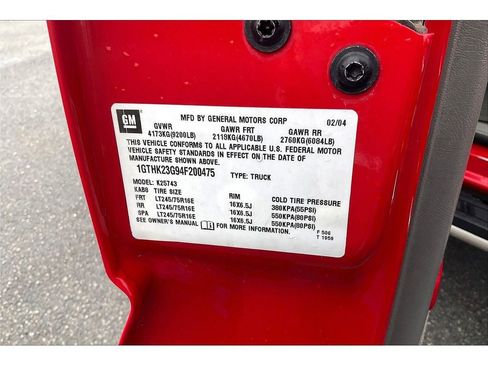 GM
MFD BY GENERAL MOTORS CORP 02/04
GVWR GAWR FRT GAWR RR
4173KG(9200LB) 2118KG(4670LB) 2760KG(6084LB)
THIS VEHICLE CONFORMS TO ALL APPLICABLE U.S. FEDERAL MOTOR
VEHICLE SAFETY STANDARDS IN EFFECT ON THE DATE OF
MANUFACTURE SHOWN ABOVE.
1GTHK23G94F200475 TYPE: TRUCK
MODEL: K25743
KABB TIRE SIZE RIM COLD TIRE PRESSURE
FRT LT245/75R16E 16X6.5J 380KPA(55PSI)
RR LT245/75R16E 16X6.5J 550KPA(80PSI)
SPA LT245/75R16E 16X6.5J 550KPA(80PSI)
SEE OWNER'S MANUAL FOR MORE INFORMATION.
F 506
T 1959